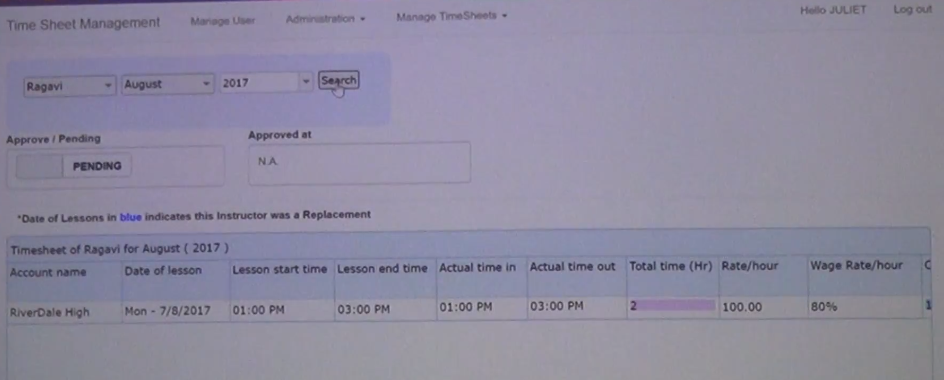 Time Sheet Management Manage User Administration Manage TimeSheets Hello JULIET Log out
Ragavi August 2017 Search
Approve / Pending Approved at
PENDING N.A.
*Date of Lessons in blue indicates this Instructor was a Replacement
Timesheet of Ragavi for August ( 2017 )
Account name Date of lesson Lesson start time Lesson end time Actual time in Actual time out Total time (Hr) Rate/hour Wage Rate/hour
RiverDale High Mon - 7/8/2017 01:00 PM 03:00 PM 01:00 PM 03:00 PM 2 100.00 80%